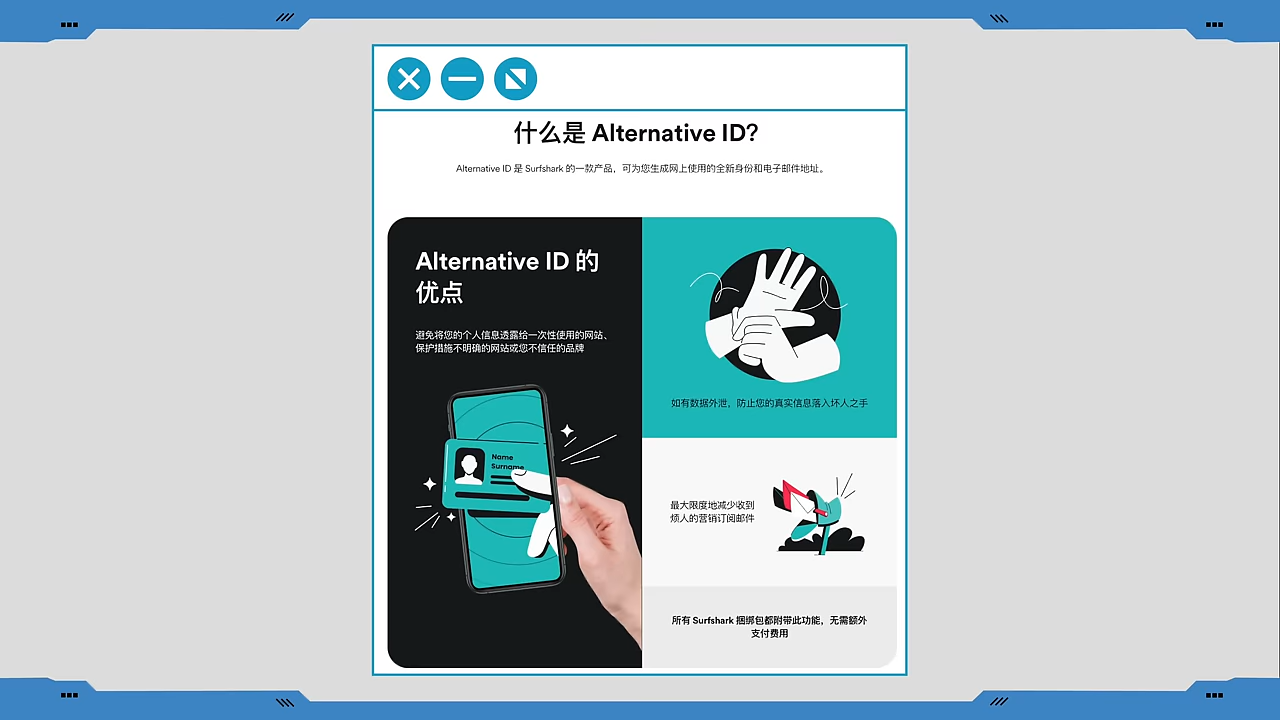 什么是 Alternative ID?
Alternative ID 是 Surfshark 的一款产品，可为您生成网上使用的全新身份和电子邮件地址。
Alternative ID 的
优点
避免将您的个人信息透露给一次性使用的网站、
保护措施不明确的网站或您不信任的品牌
Name
Surname
如有数据外泄，防止您的真实信息落入坏人之手
最大限度地减少收到
烦人的营销订阅邮件
所有 Surfshark 捆绑包都附带此功能，无需额外
支付费用